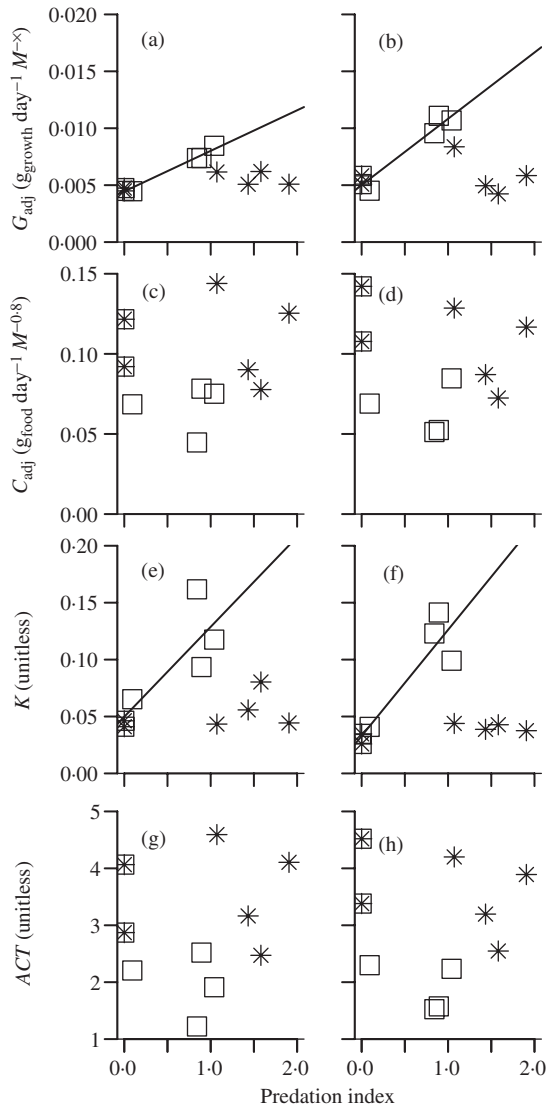 G_adj (g_growth day⁻¹ M⁻ˣ)
0·020
0·015
0·010
0·005
0·000
(a)
(b)
C_adj (g_food day⁻¹ M⁻⁰·⁸)
0·15
0·10
0·05
0·00
(c)
(d)
K (unitless)
0·20
0·15
0·10
0·05
0·00
(e)
(f)
ACT (unitless)
5
4
3
2
1
(g)
(h)
0·0 1·0 2·0 0·0 1·0 2·0
Predation index